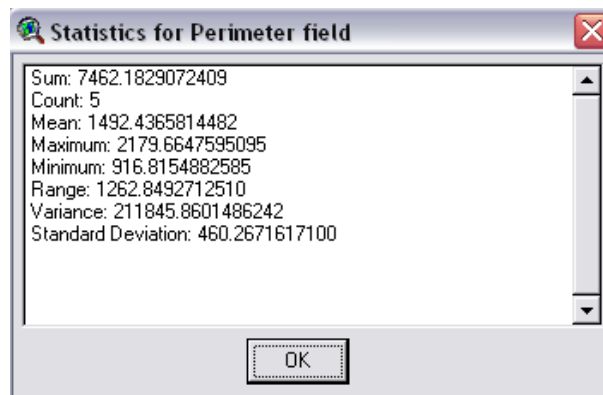 Statistics for Perimeter field
Sum: 7462.1829072409
Count: 5
Mean: 1492.4365814482
Maximum: 2179.6647595095
Minimum: 916.8154882585
Range: 1262.8492712510
Variance: 211845.8601486242
Standard Deviation: 460.2671617100
OK